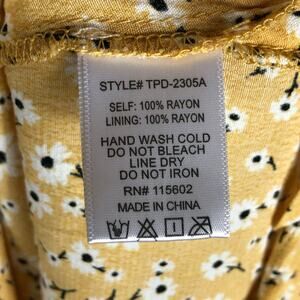 STYLE# TPD-2305A
SELF: 100% RAYON
LINING: 100% RAYON
HAND WASH COLD
DO NOT BLEACH
LINE DRY
DO NOT IRON
RN# 115602
MADE IN CHINA